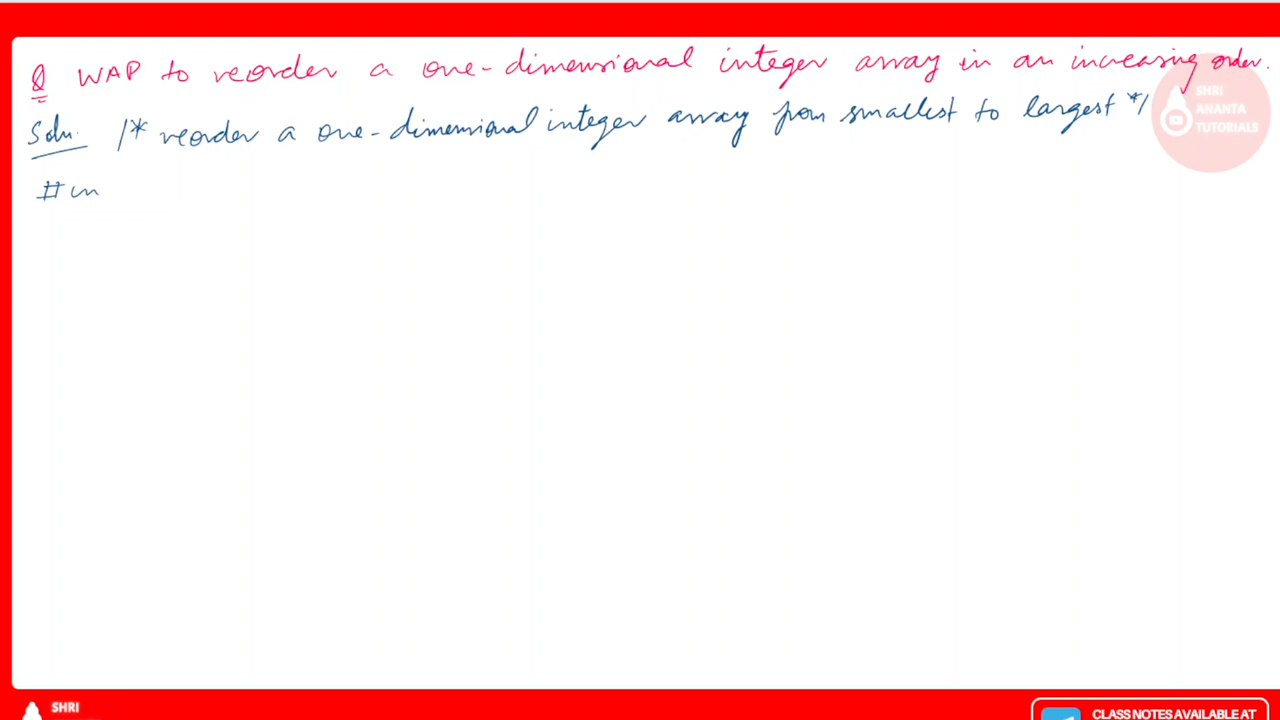 Q WAP to reorder a one-dimensional integer array in an increasing order.
Soln. /* reorder a one-dimensional integer array from smallest to largest */
# in
SHRI
ANANTA
TUTORIALS
SHRI
CLASS NOTES AVAILABLE AT